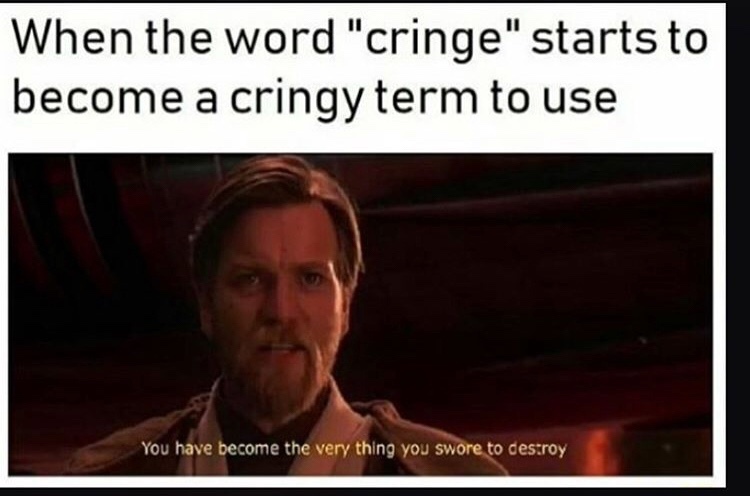 When the word "cringe" starts to
become a cringy term to use
You have become the very thing you swore to destroy